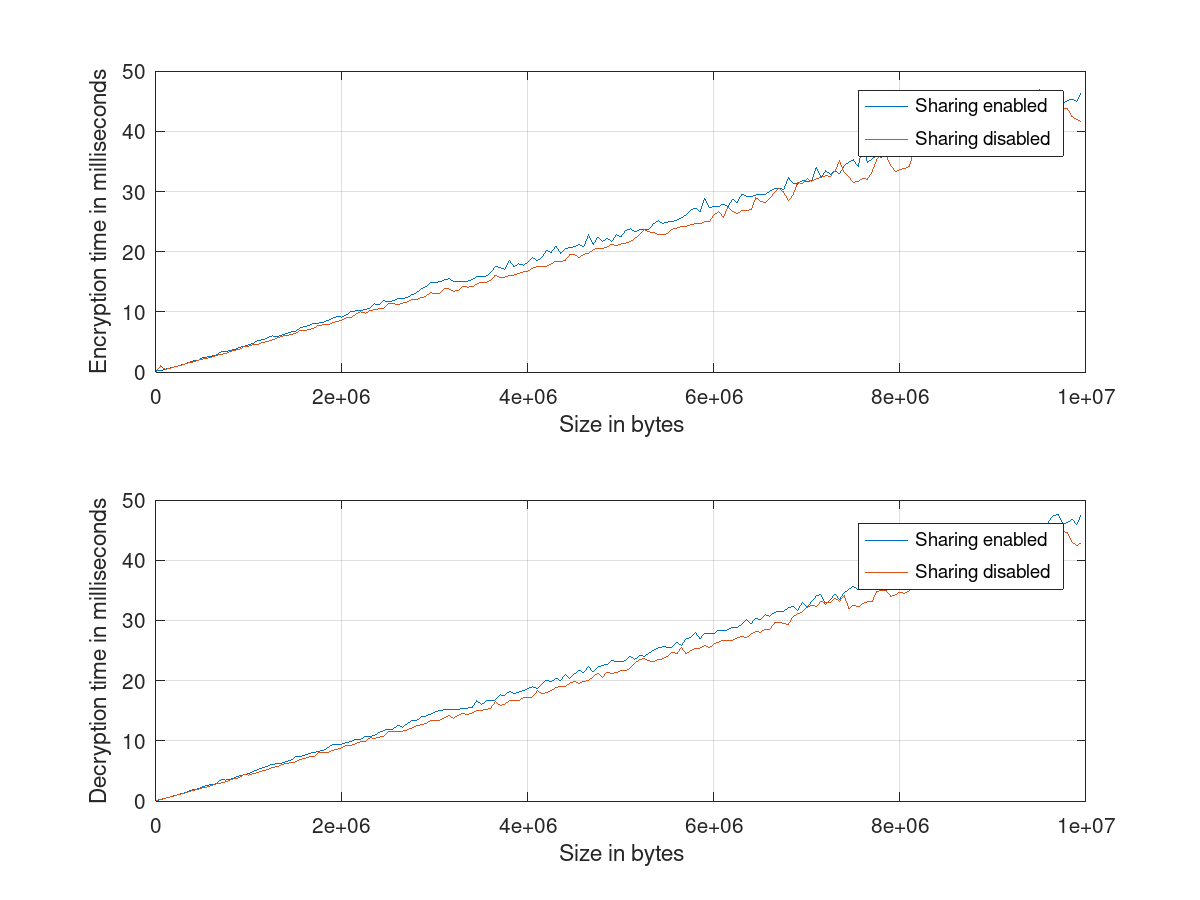 Encryption time in milliseconds
50
40
30
20
10
0
Sharing enabled
Sharing disabled
0 2e+06 4e+06 6e+06 8e+06 1e+07
Size in bytes
Decryption time in milliseconds
50
40
30
20
10
0
Sharing enabled
Sharing disabled
0 2e+06 4e+06 6e+06 8e+06 1e+07
Size in bytes